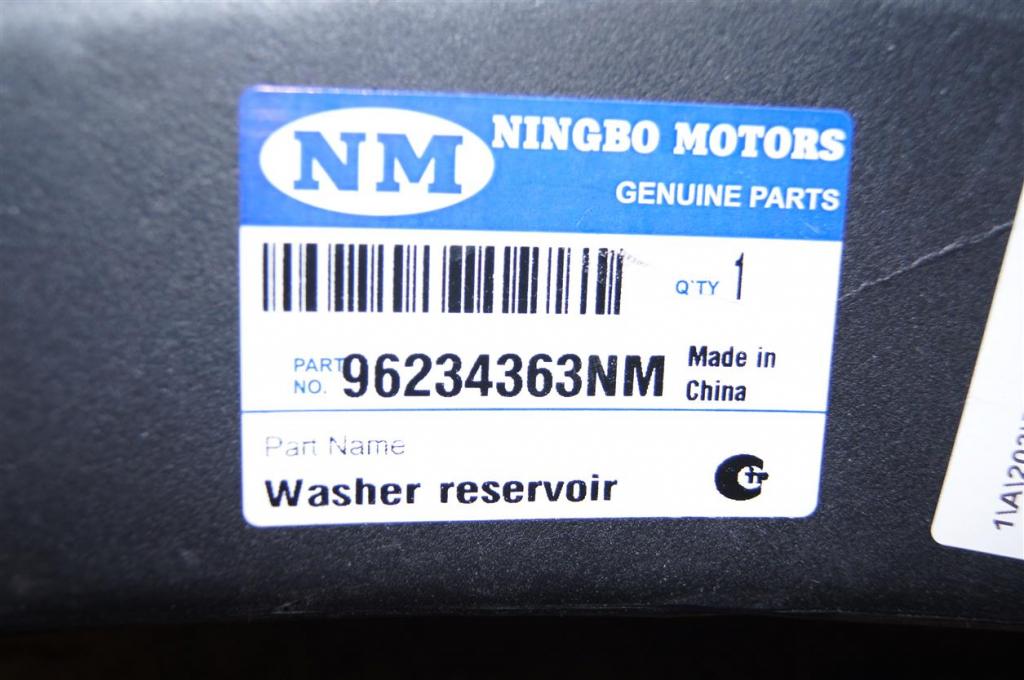 NM
NINGBO MOTORS
GENUINE PARTS
Q'TY 1
PART NO. 96234363NM
Made in
China
Part Name
Washer reservoir